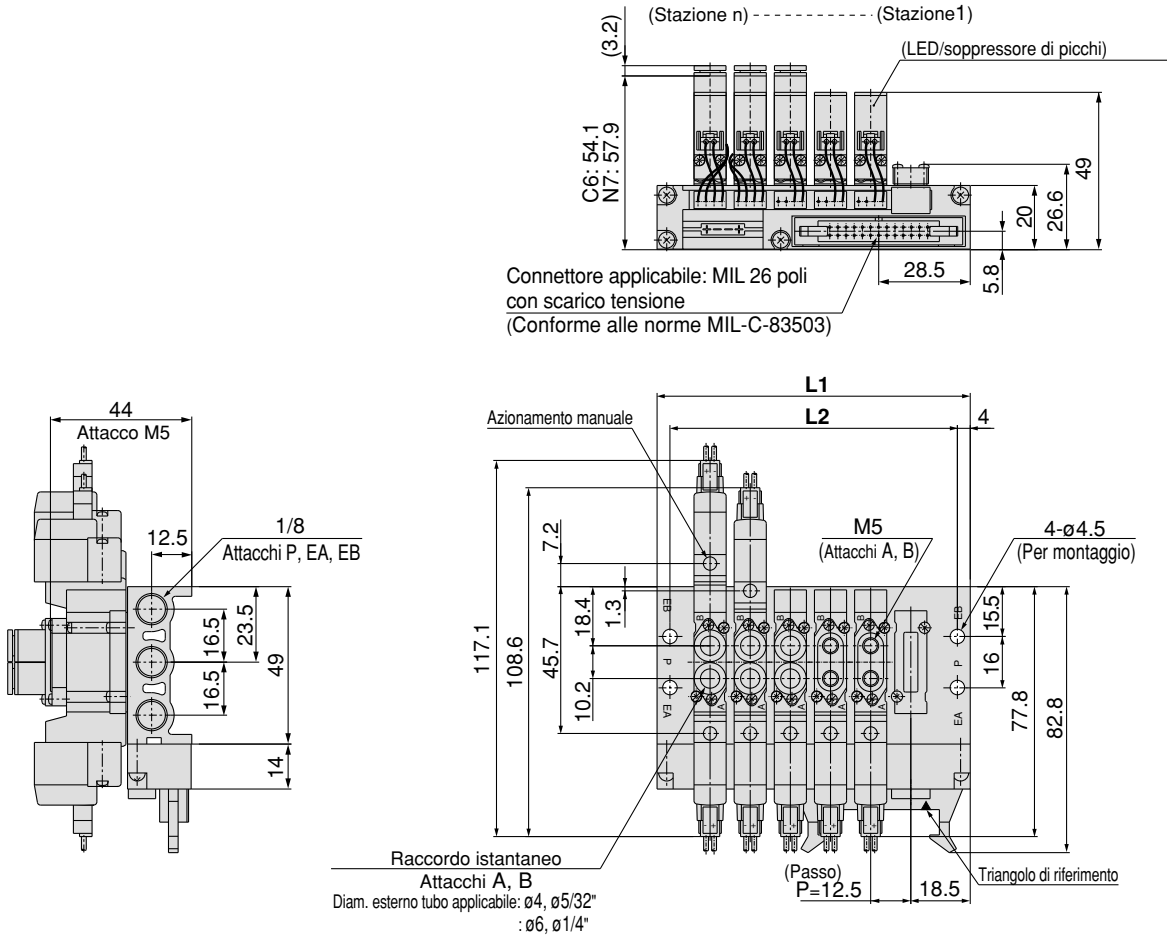 (Stazione n) - - - - - - - - - - - (Stazione1)
(3.2)
(LED/soppressore di picchi)
C6: 54.1
N7: 57.9
49
20
26.6
28.5
5.8
Connettore applicabile: MIL 26 poli
con scarico tensione
(Conforme alle norme MIL-C-83503)
44
Attacco M5
12.5
1/8
Attacchi P, EA, EB
16.5
16.5
23.5
49
14
L1
L2
4
Azionamento manuale
M5
(Attacchi A, B)
4-ø4.5
(Per montaggio)
117.1
108.6
7.2
1.3
45.7
18.4
10.2
EB
P
EA
B
B
B
B
B
A
A
A
A
A
EB
P
EA
15.5
16
77.8
82.8
Raccordo istantaneo
Attacchi A, B
Diam. esterno tubo applicabile: ø4, ø5/32"
: ø6, ø1/4"
(Passo)
P=12.5
18.5
Triangolo di riferimento